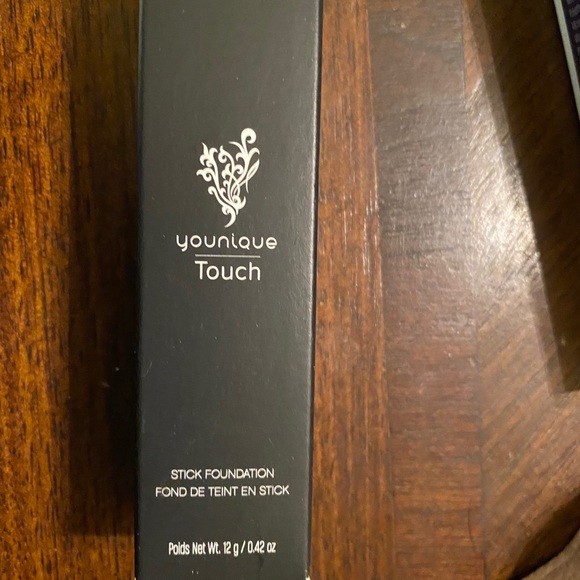 younique
Touch
STICK FOUNDATION
FOND DE TEINT EN STICK
Poids Net Wt. 12 g / 0.42 oz